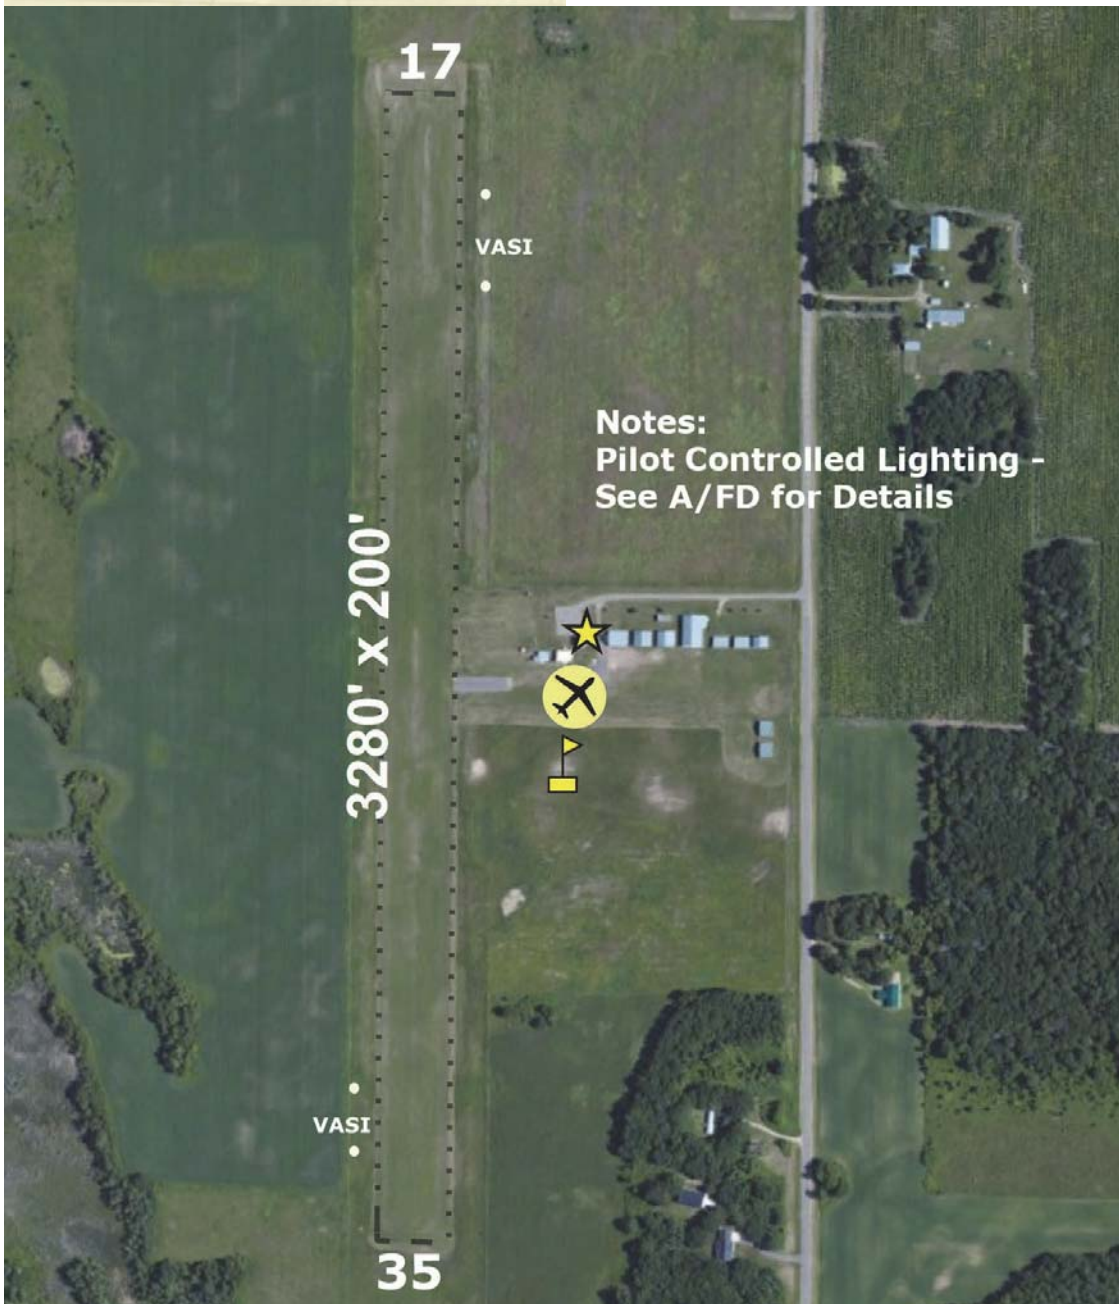 17
VASI
Notes:
Pilot Controlled Lighting -
See A/FD for Details
3280' x 200'
VASI
35